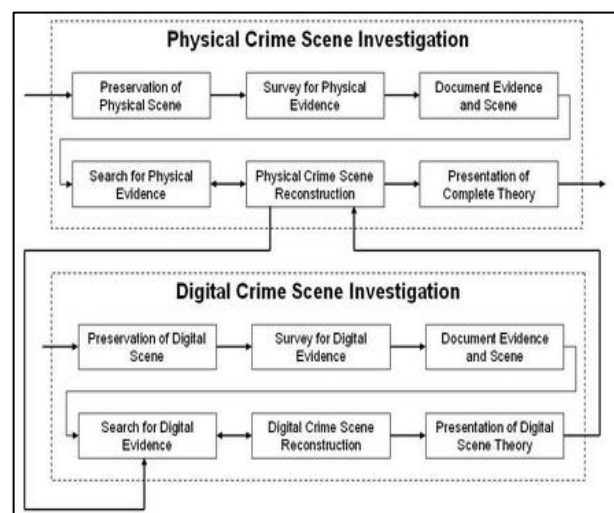 Physical Crime Scene Investigation
Preservation of
Physical Scene
Survey for Physical
Evidence
Document Evidence
and Scene
Search for Physical
Evidence
Physical Crime Scene
Reconstruction
Presentation of
Complete Theory
Digital Crime Scene Investigation
Preservation of Digital
Scene
Survey for Digital
Evidence
Document Evidence
and Scene
Search for Digital
Evidence
Digital Crime Scene
Reconstruction
Presentation of Digital
Scene Theory